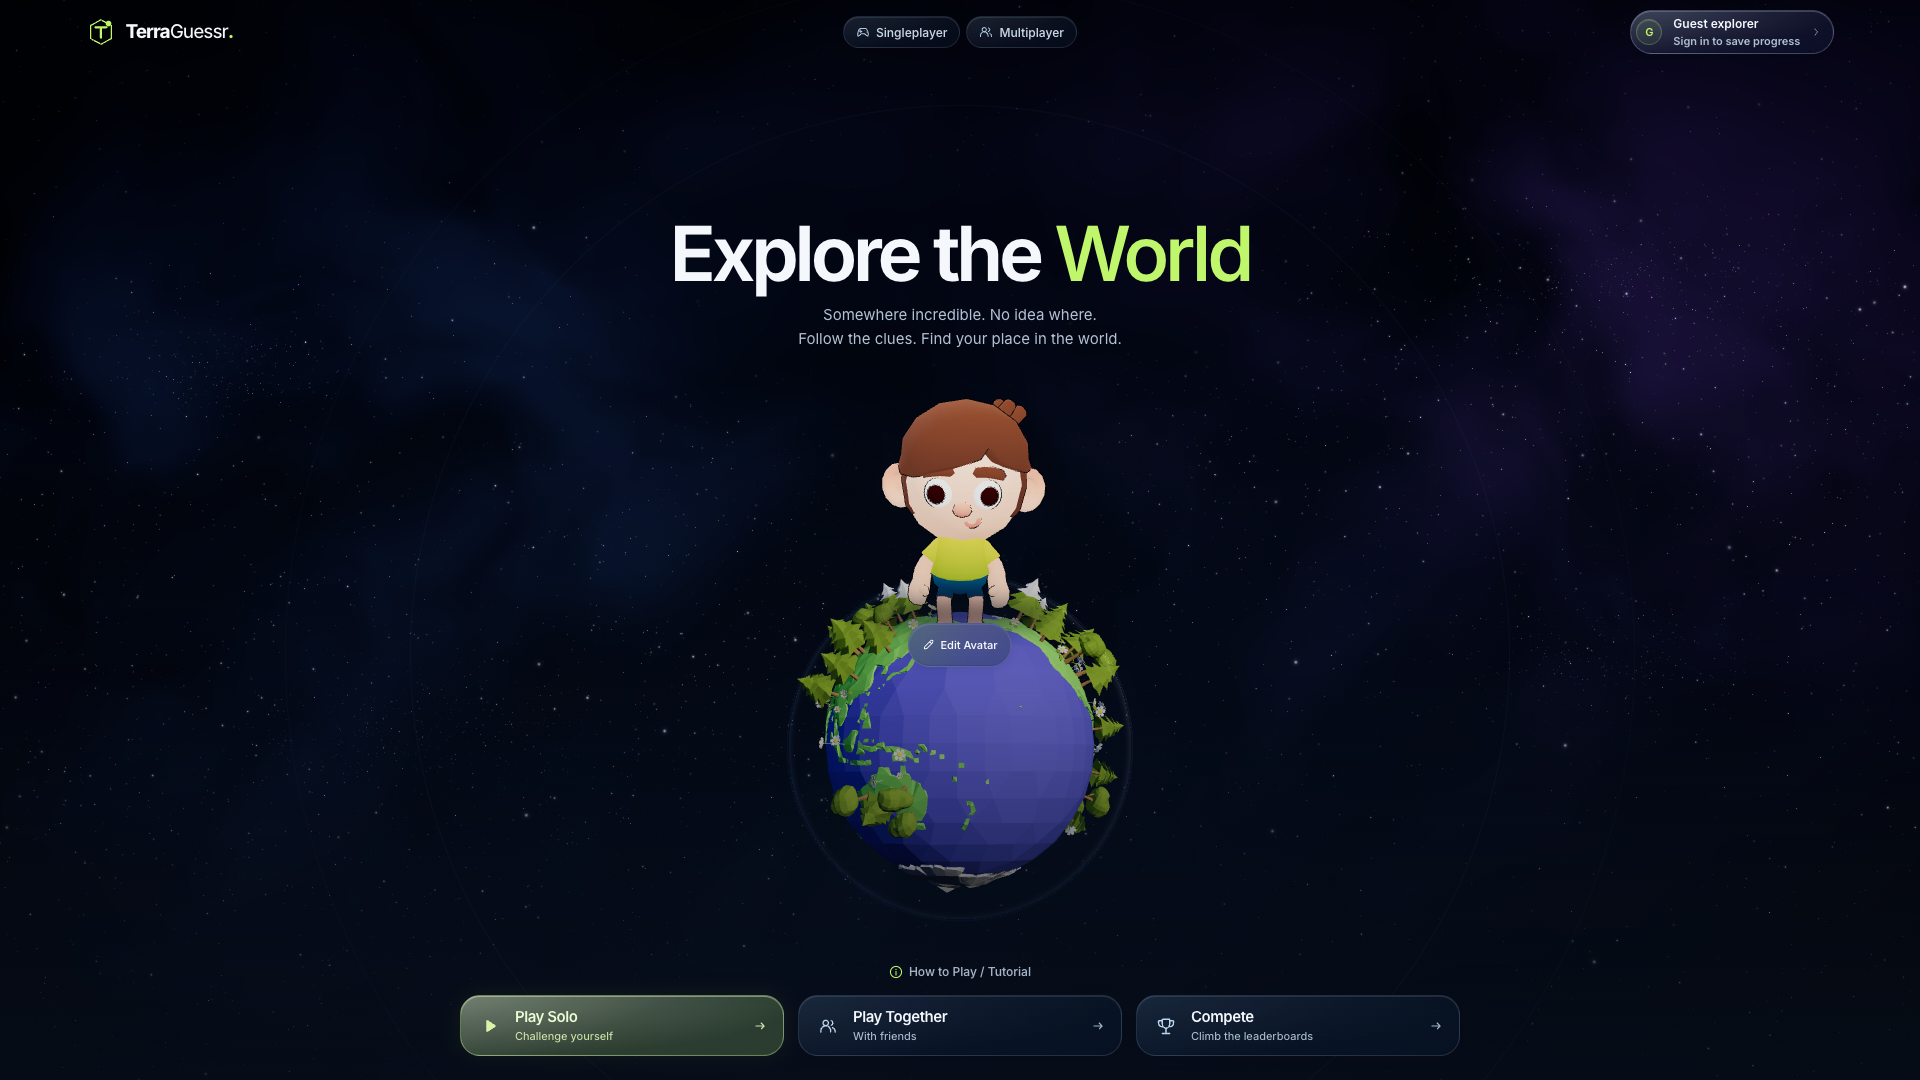 TerraGuessr.
Singleplayer
Multiplayer
G
Guest explorer
Sign in to save progress
Explore the World
Somewhere incredible. No idea where.
Follow the clues. Find your place in the world.
Edit Avatar
How to Play / Tutorial
Play Solo
Challenge yourself
Play Together
With friends
Compete
Climb the leaderboards